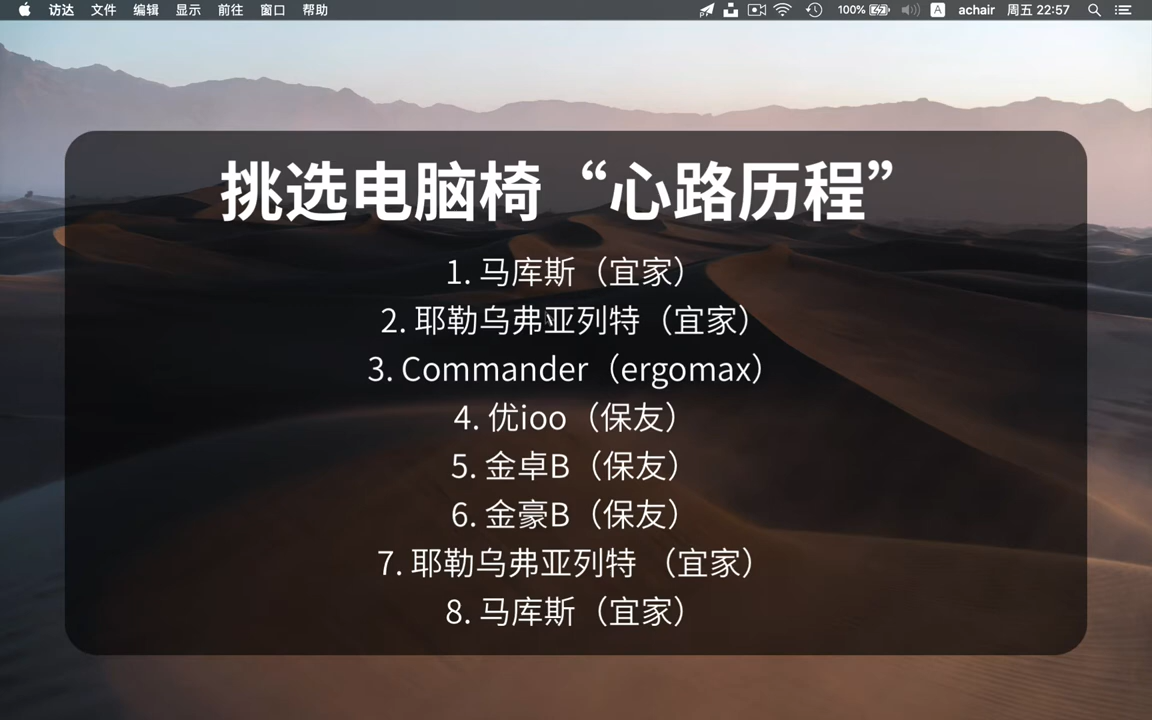 访达 文件 编辑 显示 前往 窗口 帮助 100% A achair 周五 22:57
挑选电脑椅“心路历程”
1. 马库斯（宜家）
2. 耶勒乌弗亚列特（宜家）
3. Commander（ergomax）
4. 优ioo（保友）
5. 金卓B（保友）
6. 金豪B（保友）
7. 耶勒乌弗亚列特 （宜家）
8. 马库斯（宜家）